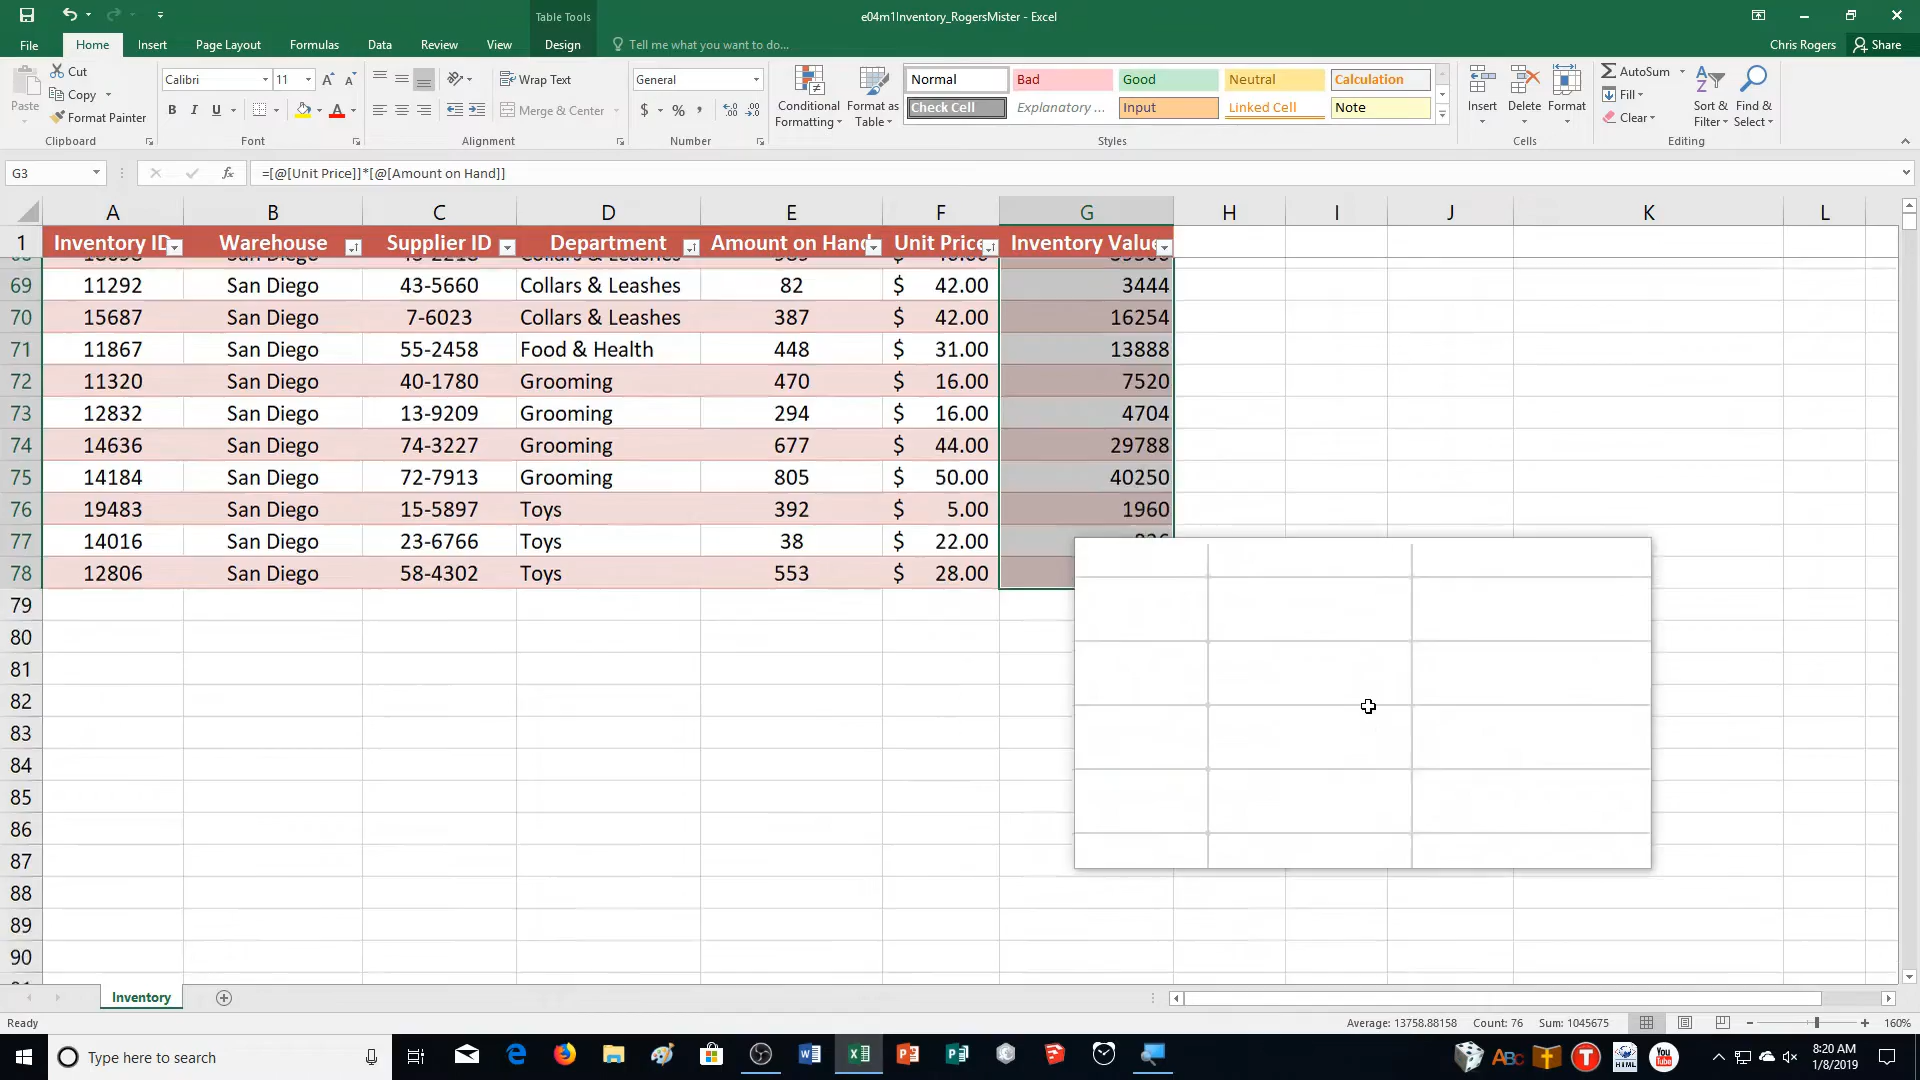 Table Tools
e04m1Inventory_RogersMister - Excel
File Home Insert Page Layout Formulas Data Review View Design Tell me what you want to do... Chris Rogers Share
Paste Cut Copy Format Painter Clipboard
Calibri 11 B I U A A A Font
Wrap Text Merge & Center Alignment
General $ % , Number
Conditional Formatting Format as Table
Normal Bad Good Neutral Calculation
Check Cell Explanatory ... Input Linked Cell Note
Styles
Insert Delete Format Cells
AutoSum Fill Clear Sort & Filter Find & Select Editing
G3 fx =[@[Unit Price]]*[@[Amount on Hand]]
A B C D E F G H I J K L
1 Inventory ID Warehouse Supplier ID Department Amount on Hand Unit Price Inventory Value
69 11292 San Diego 43-5660 Collars & Leashes 82 $ 42.00 3444
70 15687 San Diego 7-6023 Collars & Leashes 387 $ 42.00 16254
71 11867 San Diego 55-2458 Food & Health 448 $ 31.00 13888
72 11320 San Diego 40-1780 Grooming 470 $ 16.00 7520
73 12832 San Diego 13-9209 Grooming 294 $ 16.00 4704
74 14636 San Diego 74-3227 Grooming 677 $ 44.00 29788
75 14184 San Diego 72-7913 Grooming 805 $ 50.00 40250
76 19483 San Diego 15-5897 Toys 392 $ 5.00 1960
77 14016 San Diego 23-6766 Toys 38 $ 22.00
78 12806 San Diego 58-4302 Toys 553 $ 28.00
79
80
81
82
83
84
85
86
87
88
89
90
Inventory
Ready Average: 13758.88158 Count: 76 Sum: 1045675 160%
Type here to search
8:20 AM
1/8/2019